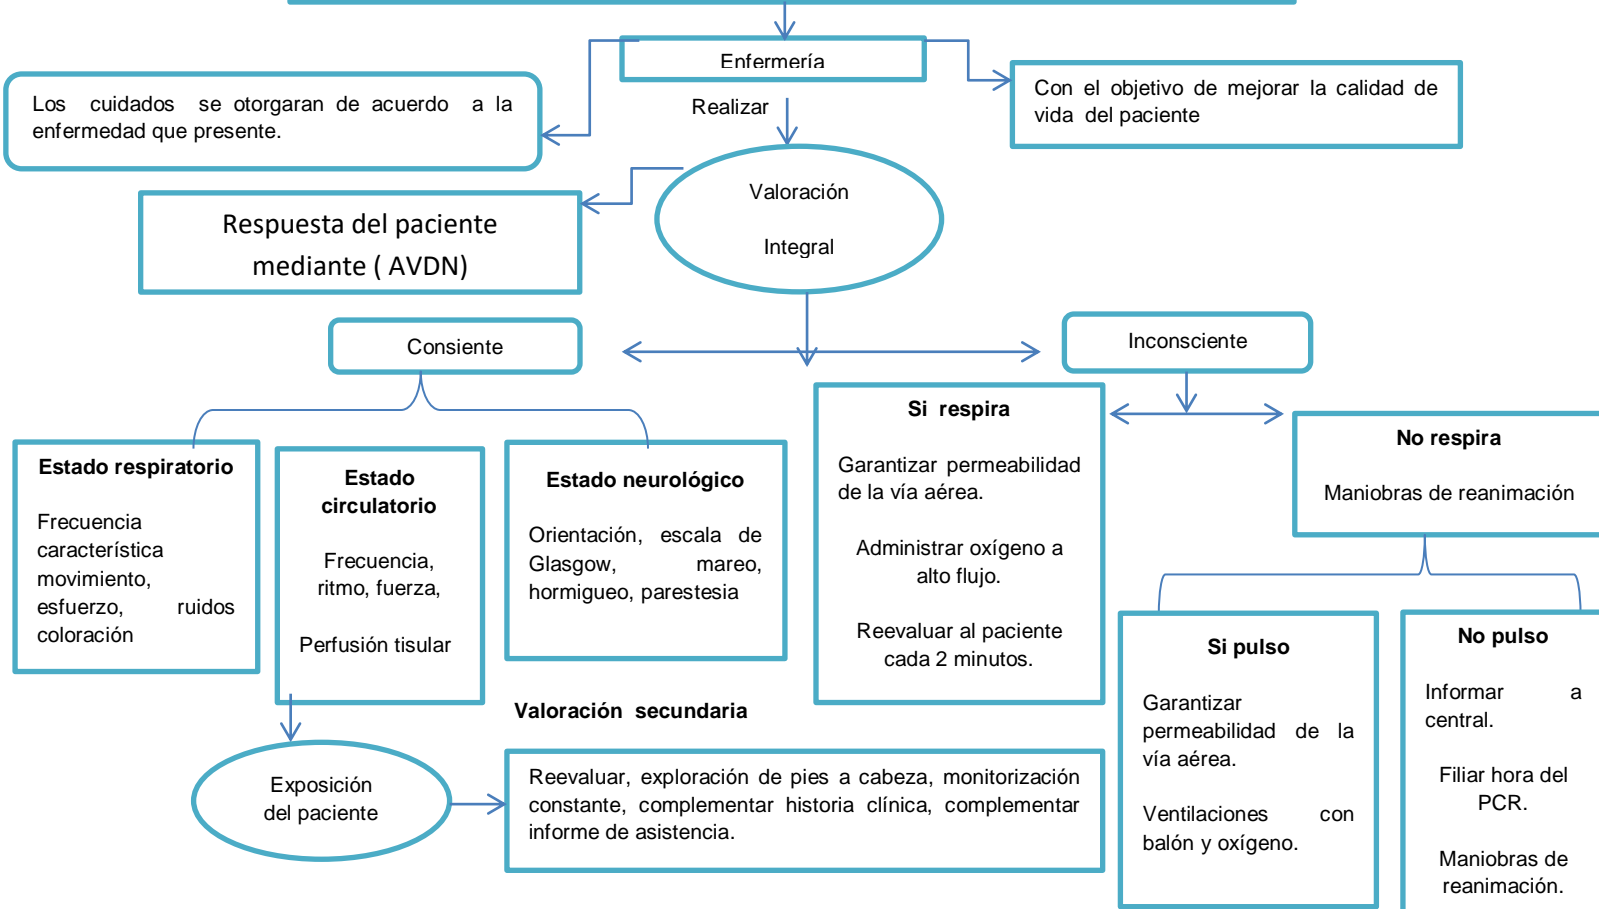 Enfermería
Los cuidados se otorgaran de acuerdo a la
enfermedad que presente.
Con el objetivo de mejorar la calidad de
vida del paciente
Realizar
Valoración
Integral
Respuesta del paciente
mediante ( AVDN)
Consiente
Inconsciente
Estado respiratorio
Frecuencia
característica
movimiento,
esfuerzo, ruidos
coloración
Estado
circulatorio
Frecuencia,
ritmo, fuerza,
Perfusión tisular
Estado neurológico
Orientación, escala de
Glasgow, mareo,
hormigueo, parestesia
Si respira
Garantizar permeabilidad
de la vía aérea.
Administrar oxígeno a
alto flujo.
Reevaluar al paciente
cada 2 minutos.
No respira
Maniobras de reanimación
Si pulso
Garantizar
permeabilidad de la
vía aérea.
Ventilaciones con
balón y oxígeno.
No pulso
Informar a
central.
Filiar hora del
PCR.
Maniobras de
reanimación.
Valoración secundaria
Exposición
del paciente
Reevaluar, exploración de pies a cabeza, monitorización
constante, complementar historia clínica, complementar
informe de asistencia.